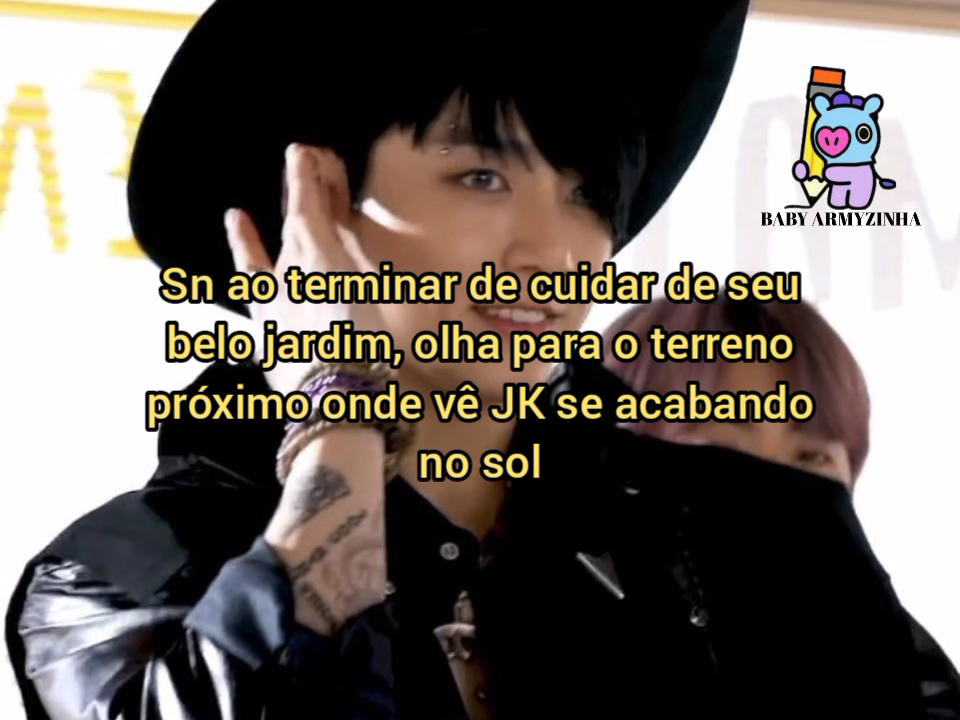 BABY ARMYZINHA
Sn ao terminar de cuidar de seu
belo jardim, olha para o terreno
próximo onde vê JK se acabando
no sol